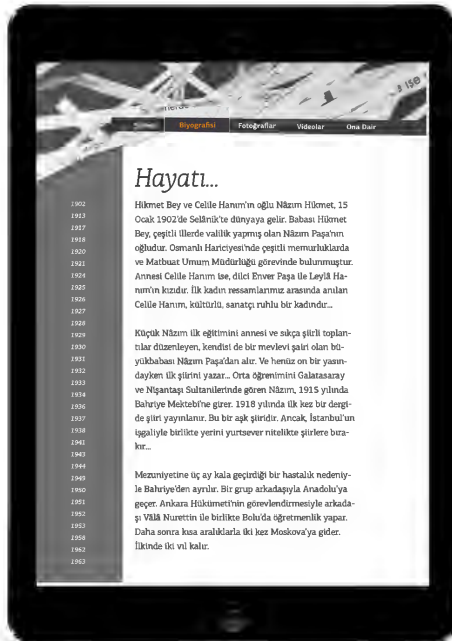 nerde
ise
Biyografisi
Fotoğraflar
Videolar
Ona Dair
Hayatı...
1902
1913
1917
1918
1920
1921
1924
1925
1926
1927
1928
1929
1930
1931
1932
1933
1934
1936
1937
1938
1941
1943
1944
1949
1950
1951
1952
1953
1958
1962
1963
Hikmet Bey ve Celile Hanım'ın oğlu Nâzım Hikmet, 15
Ocak 1902'de Selânik'te dünyaya gelir. Babası Hikmet
Bey, çeşitli illerde valilik yapmış olan Nâzım Paşa'nın
oğludur. Osmanlı Hariciyesi'nde çeşitli memurluklarda
ve Matbuat Umum Müdürlüğü görevinde bulunmuştur.
Annesi Celile Hanım ise, dilci Enver Paşa ile Leylâ Ha-
nım'ın kızıdır. İlk kadın ressamlarımız arasında anılan
Celile Hanım, kültürlü, sanatçı ruhlu bir kadındır...
Küçük Nâzım ilk eğitimini annesi ve sıkça şiirli toplan-
tılar düzenleyen, kendisi de bir mevlevi şairi olan bü-
yükbabası Nâzım Paşa'dan alır. Ve henüz on bir yasın-
dayken ilk şiirini yazar... Orta öğrenimini Galatasaray
ve Nişantaşı Sultanilerinde gören Nâzım, 1915 yılında
Bahriye Mektebi'ne girer. 1918 yılında ilk kez bir dergi-
de şiiri yayınlanır. Bu bir aşk şiiridir. Ancak, İstanbul'un
işgaliyle birlikte yerini yurtsever nitelikte şiirlere bıra-
kır...
Mezuniyetine üç ay kala geçirdiği bir hastalık nedeniy-
le Bahriye'den ayrılır. Bir grup arkadaşıyla Anadolu'ya
geçer. Ankara Hükümeti'nin görevlendirmesiyle arkada-
şı Vâlâ Nurettin ile birlikte Bolu'da öğretmenlik yapar.
Daha sonra kısa aralıklarla iki kez Moskova'ya gider.
İlkinde iki yıl kalır.